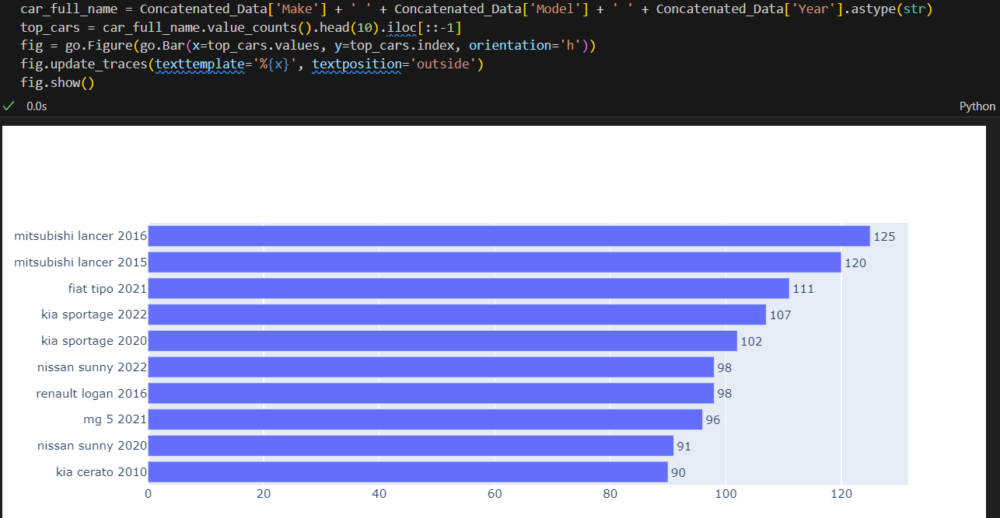 car_full_name = Concatenated_Data['Make'] + ' ' + Concatenated_Data['Model'] + ' ' + Concatenated_Data['Year'].astype(str)
top_cars = car_full_name.value_counts().head(10).iloc[::-1]
fig = go.Figure(go.Bar(x=top_cars.values, y=top_cars.index, orientation='h'))
fig.update_traces(texttemplate='%{x}', textposition='outside')
fig.show()
0.0s Python
mitsubishi lancer 2016 125
mitsubishi lancer 2015 120
fiat tipo 2021 111
kia sportage 2022 107
kia sportage 2020 102
nissan sunny 2022 98
renault logan 2016 98
mg 5 2021 96
nissan sunny 2020 91
kia cerato 2010 90
0 20 40 60 80 100 120